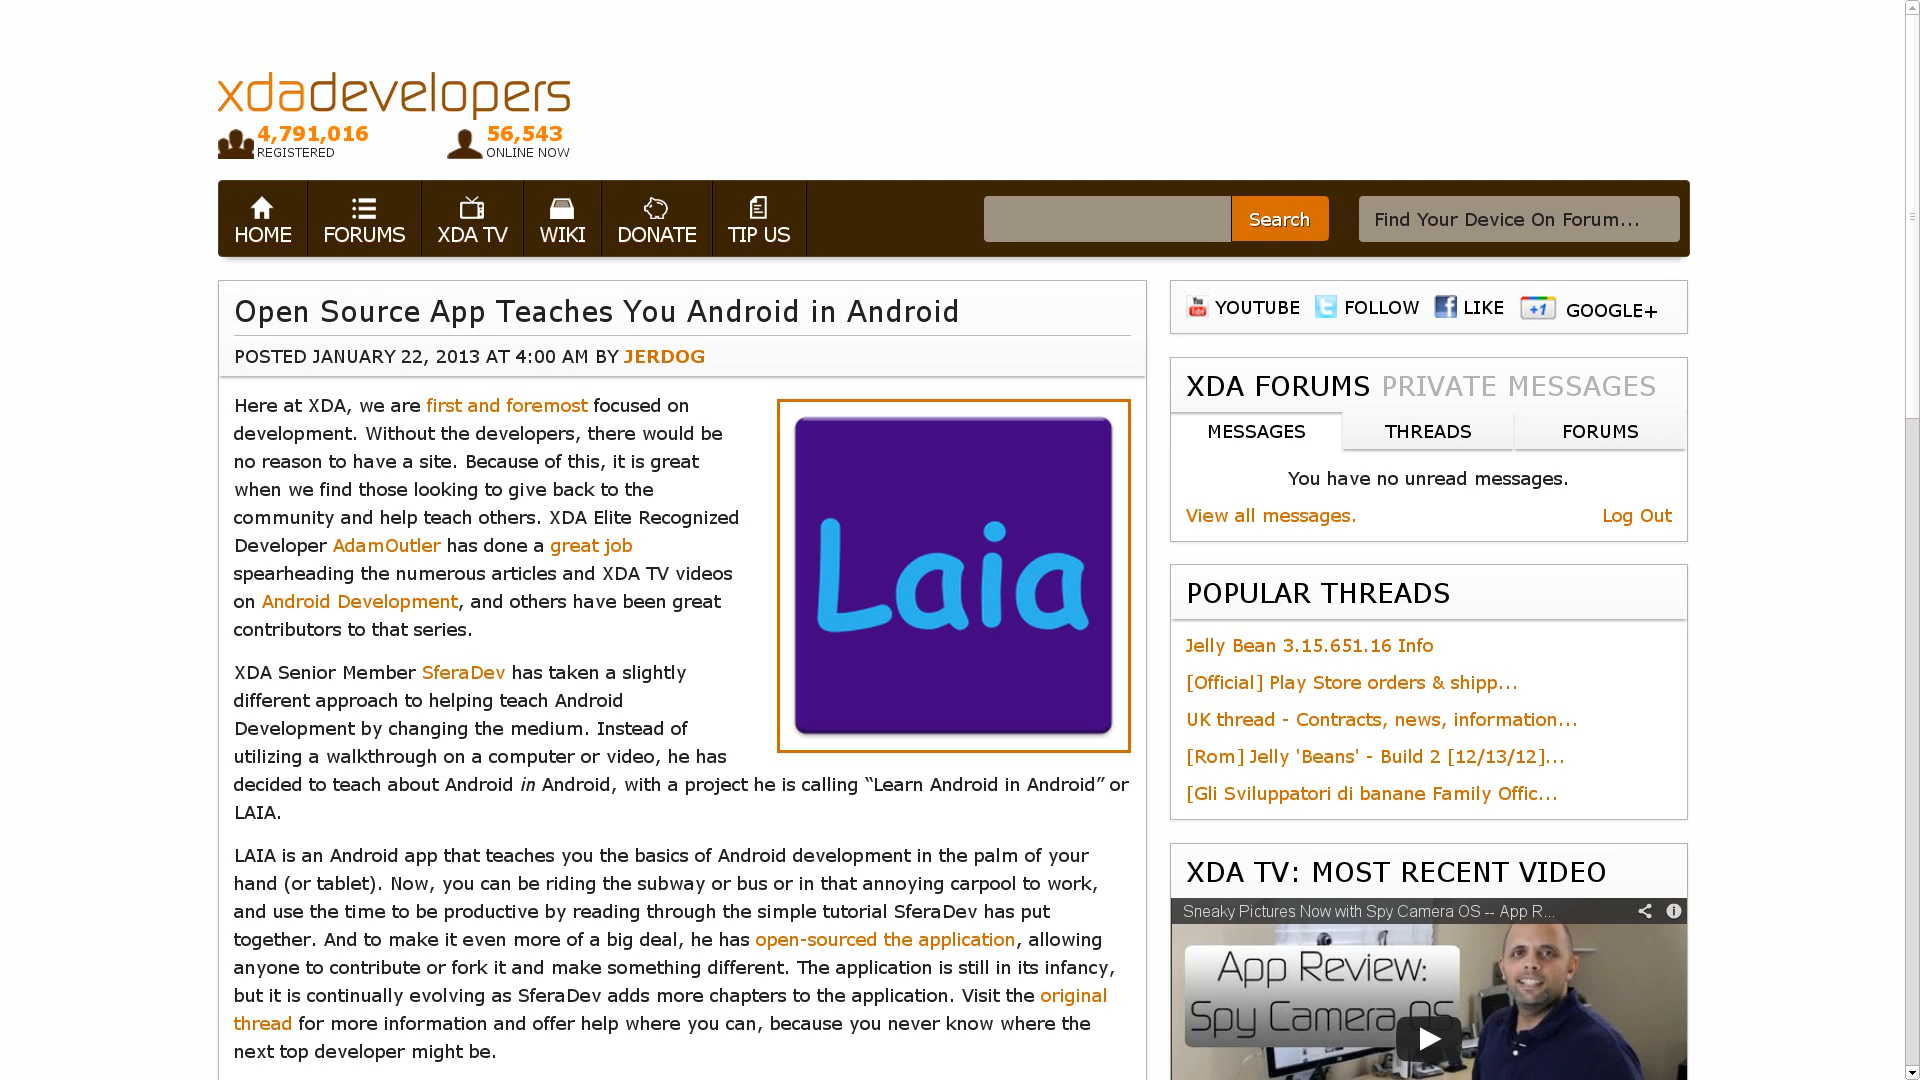 xdadevelopers
4,791,016
REGISTERED
56,543
ONLINE NOW
HOME
FORUMS
XDA TV
WIKI
DONATE
TIP US
Search
Find Your Device On Forum...
Open Source App Teaches You Android in Android
POSTED JANUARY 22, 2013 AT 4:00 AM BY JERDOG
Here at XDA, we are first and foremost focused on
development. Without the developers, there would be
no reason to have a site. Because of this, it is great
when we find those looking to give back to the
community and help teach others. XDA Elite Recognized
Developer AdamOutler has done a great job
spearheading the numerous articles and XDA TV videos
on Android Development, and others have been great
contributors to that series.
Laia
XDA Senior Member SferaDev has taken a slightly
different approach to helping teach Android
Development by changing the medium. Instead of
utilizing a walkthrough on a computer or video, he has
decided to teach about Android in Android, with a project he is calling “Learn Android in Android” or
LAIA.
LAIA is an Android app that teaches you the basics of Android development in the palm of your
hand (or tablet). Now, you can be riding the subway or bus or in that annoying carpool to work,
and use the time to be productive by reading through the simple tutorial SferaDev has put
together. And to make it even more of a big deal, he has open-sourced the application, allowing
anyone to contribute or fork it and make something different. The application is still in its infancy,
but it is continually evolving as SferaDev adds more chapters to the application. Visit the original
thread for more information and offer help where you can, because you never know where the
next top developer might be.
You Tube YOUTUBE
t FOLLOW
f LIKE
+1 GOOGLE+
XDA FORUMS PRIVATE MESSAGES
MESSAGES
THREADS
FORUMS
You have no unread messages.
View all messages.
Log Out
POPULAR THREADS
Jelly Bean 3.15.651.16 Info
[Official] Play Store orders & shipp...
UK thread - Contracts, news, information...
[Rom] Jelly 'Beans' - Build 2 [12/13/12]...
[Gli Sviluppatori di banane Family Offic...
XDA TV: MOST RECENT VIDEO
Sneaky Pictures Now with Spy Camera OS -- App R...
App Review:
Spy Camera OS